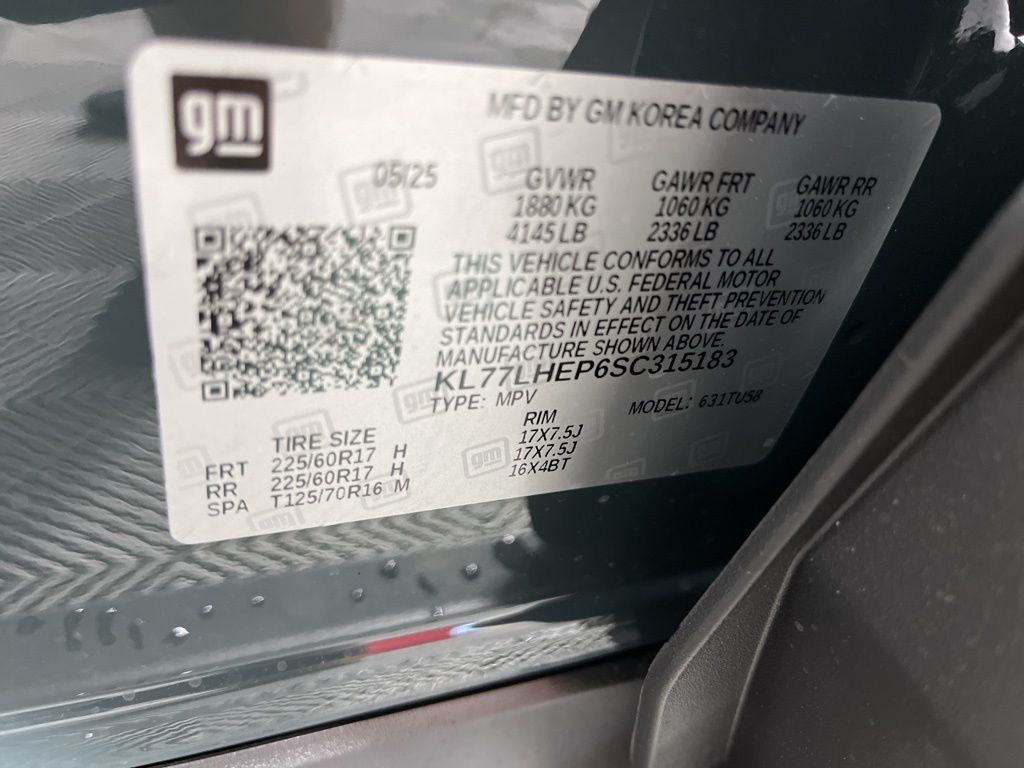 gm
MFD BY GM KOREA COMPANY
05/25
GVWR GAWR FRT GAWR RR
1880 KG 1060 KG 1060 KG
4145 LB 2336 LB 2336 LB
THIS VEHICLE CONFORMS TO ALL
APPLICABLE U.S. FEDERAL MOTOR
VEHICLE SAFETY AND THEFT PREVENTION
STANDARDS IN EFFECT ON THE DATE OF
MANUFACTURE SHOWN ABOVE.
KL77LHEP6SC315183
TYPE: MPV MODEL: 631TU58
TIRE SIZE RIM
FRT 225/60R17 H 17X7.5J
RR 225/60R17 H 17X7.5J
SPA T125/70R16 M 16X4BT